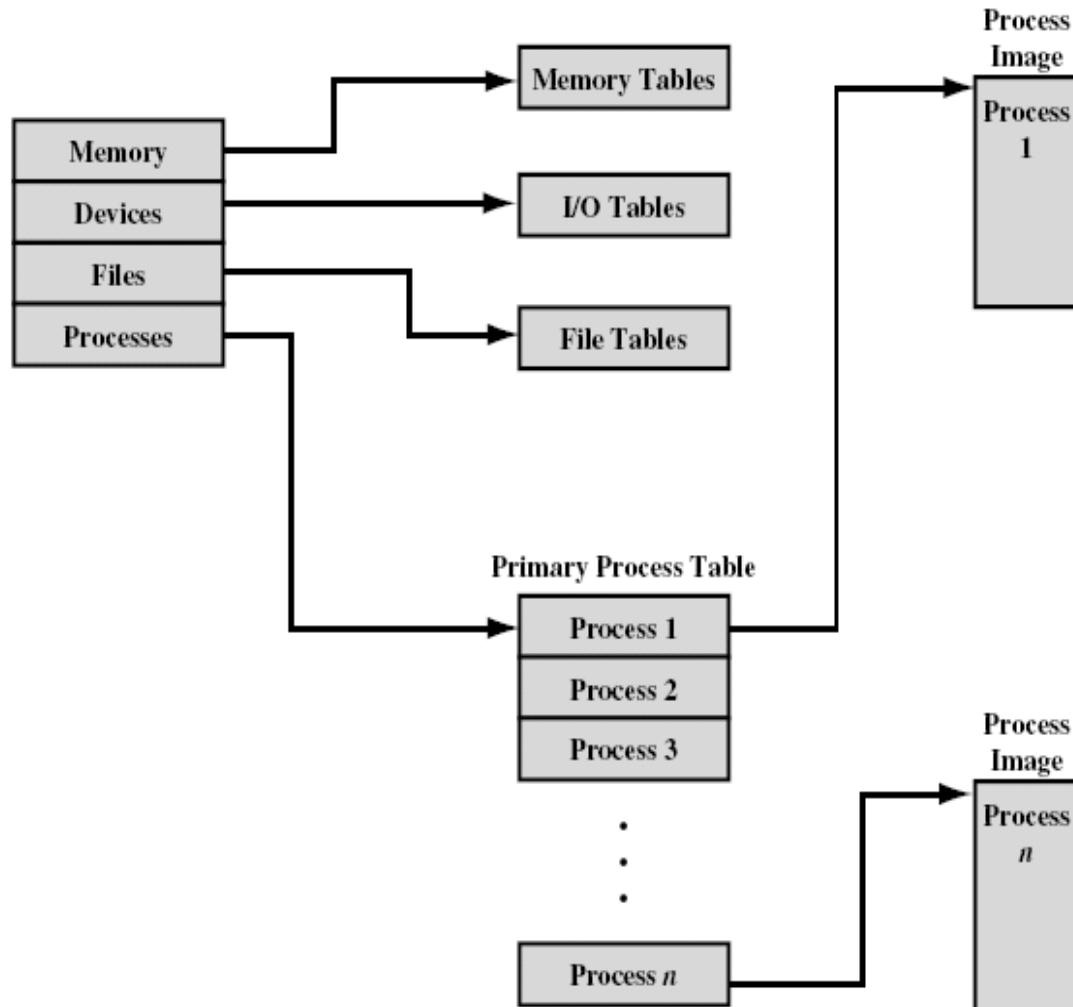 Memory
Devices
Files
Processes
Memory Tables
I/O Tables
File Tables
Primary Process Table
Process 1
Process 2
Process 3
.
.
.
Process n
Process
Image
Process
1
Process
Image
Process
n